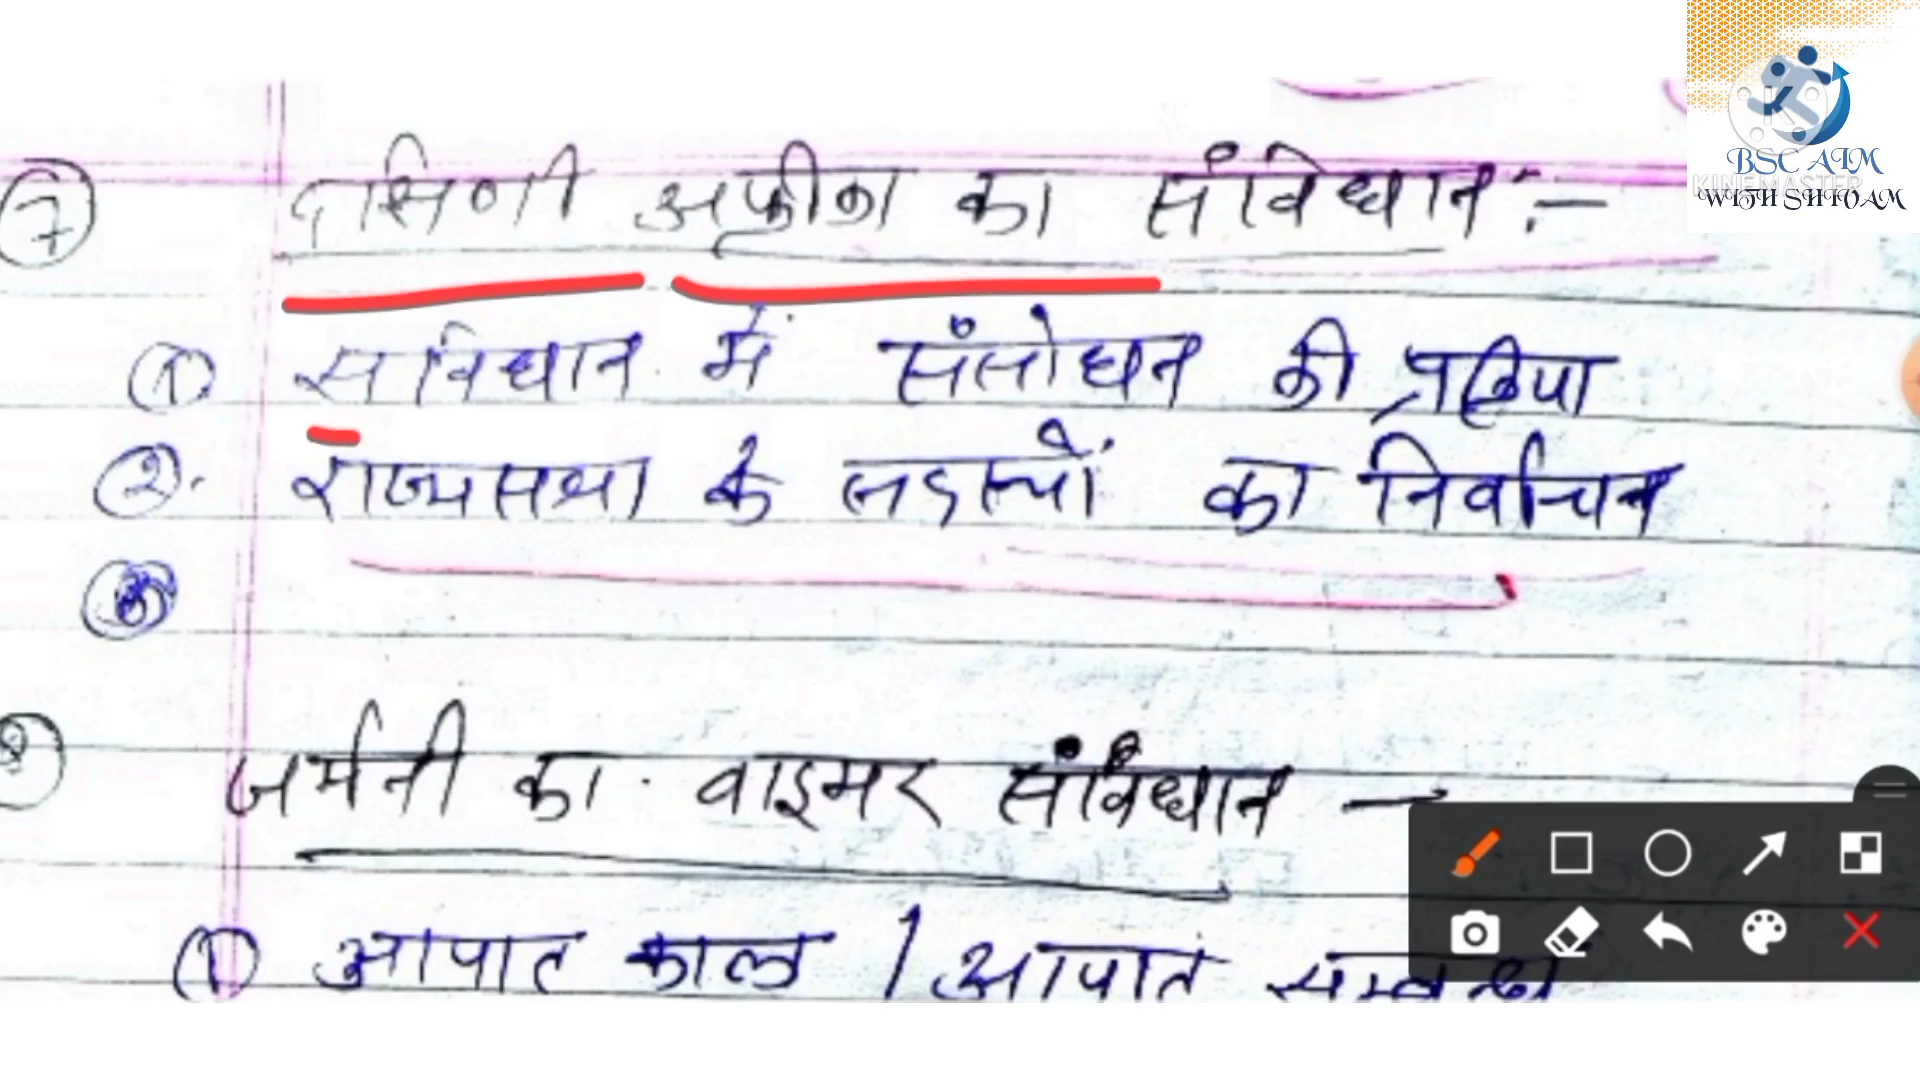 BSC AIM
KINEMASTER
WITH SHIVAM
7 दक्षिणी अफ्रीका का संविधान :-
1 संविधान में संसोधन की प्रक्रिया
2. राज्यसभा के सदस्यों का निर्वाचन
8 जर्मनी का वाइमर संविधान -
1 आपात काल / आपात